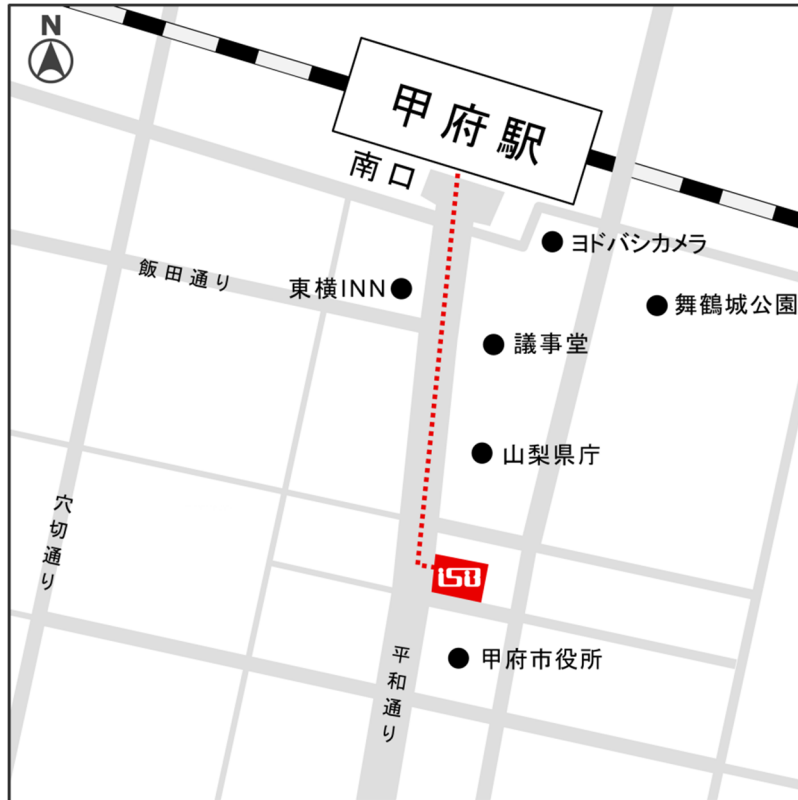 N
甲府駅
南口
ヨドバシカメラ
飯田通り
東横INN
舞鶴城公園
議事堂
山梨県庁
穴切通り
iSB
甲府市役所
平和通り